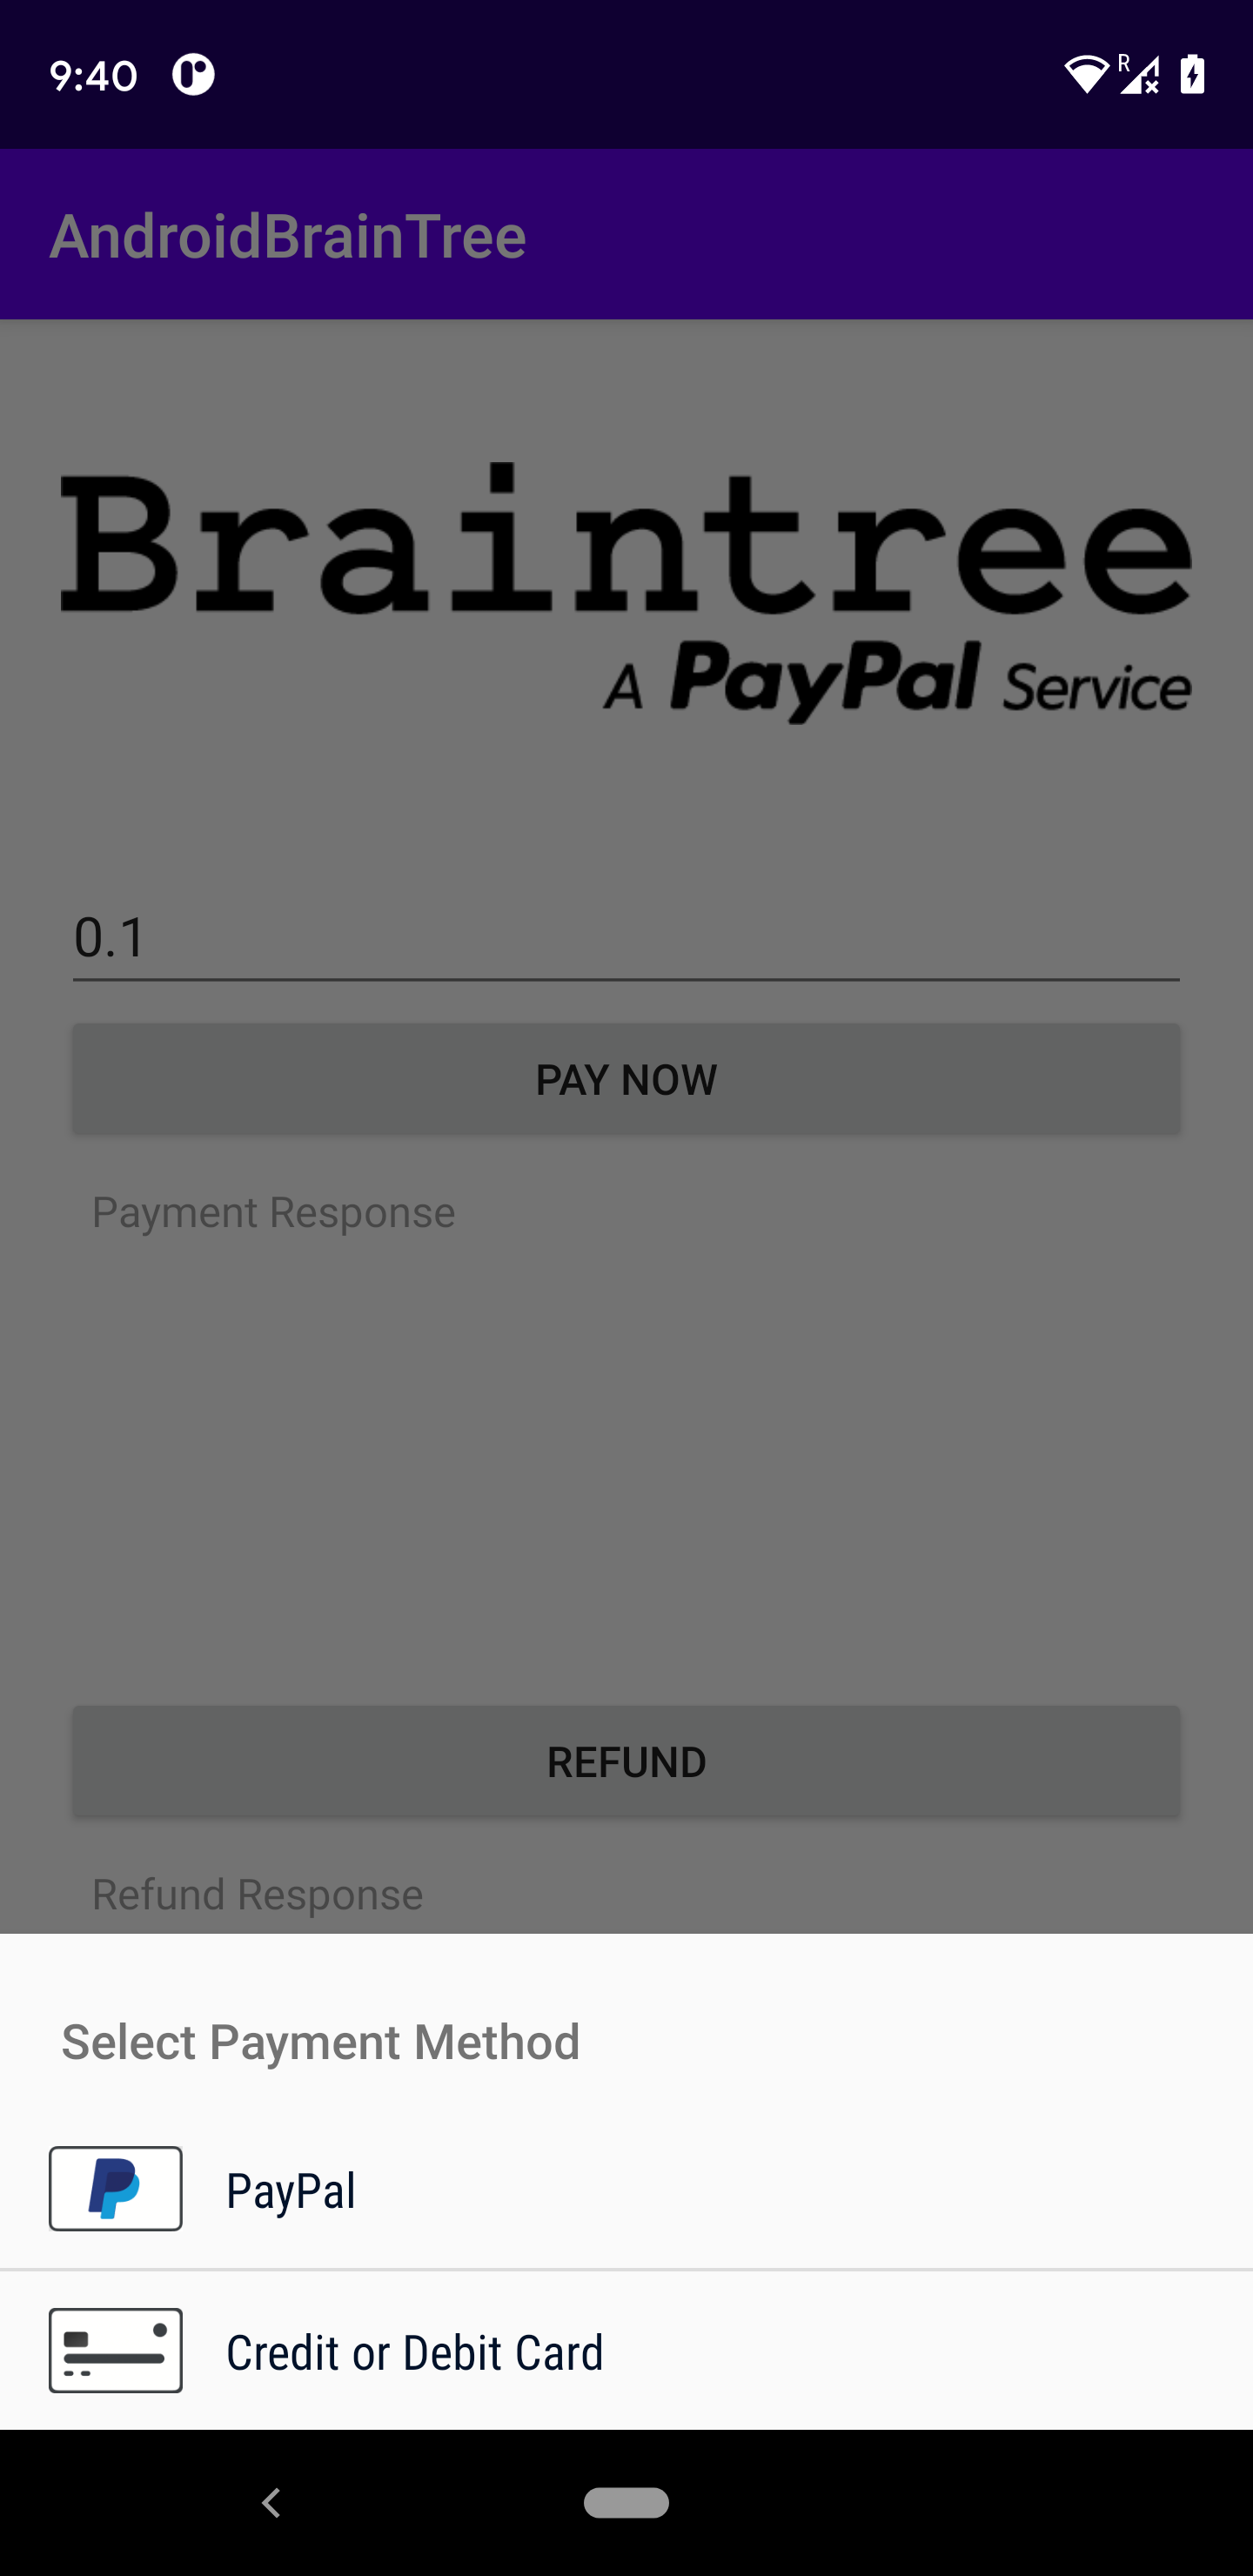 9:40
R
AndroidBrainTree
Braintree
A PayPal Service
0.1
PAY NOW
Payment Response
REFUND
Refund Response
Select Payment Method
PayPal
Credit or Debit Card